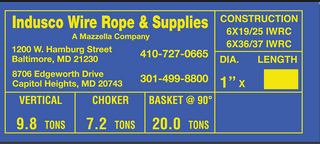 Indusco Wire Rope & Supplies
A Mazzella Company
1200 W. Hamburg Street
Baltimore, MD 21230
410-727-0665
8706 Edgeworth Drive
Capitol Heights, MD 20743
301-499-8800
CONSTRUCTION
6X19/25 IWRC
6X36/37 IWRC
DIA. LENGTH
1" X
VERTICAL CHOKER BASKET @ 90°
9.8 TONS 7.2 TONS 20.0 TONS